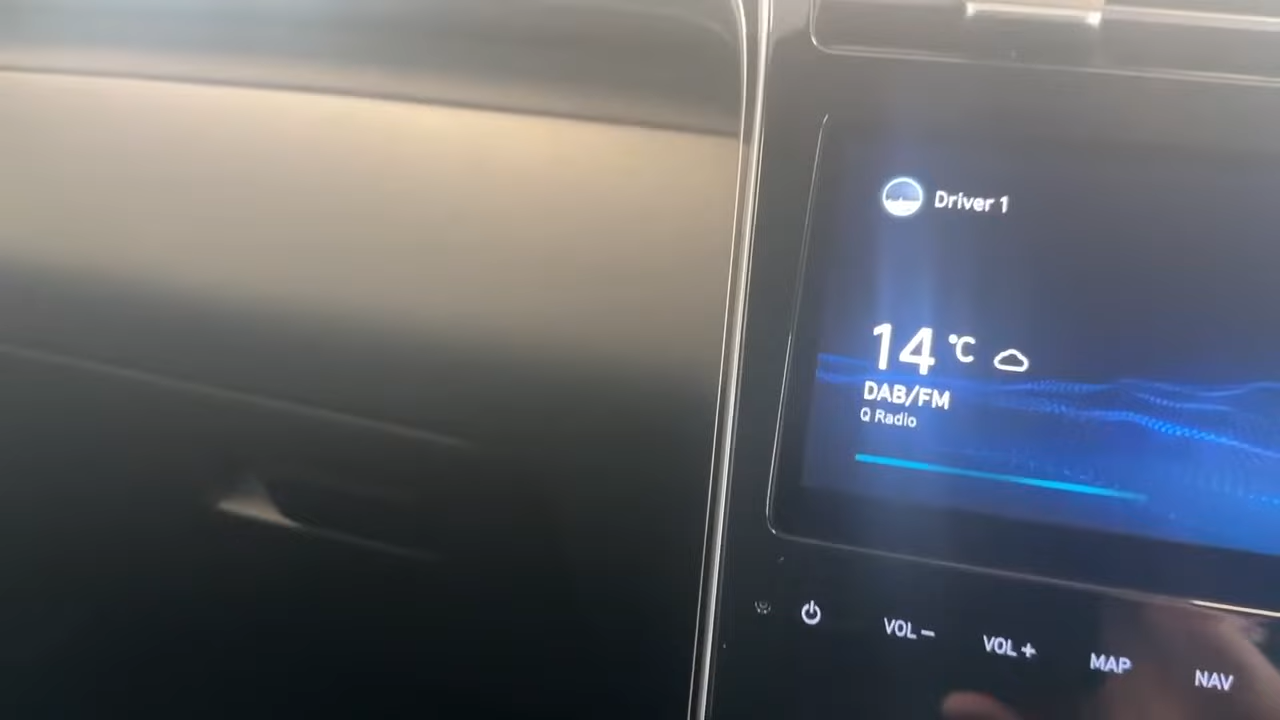 Driver 1
14 °C
DAB/FM
Q Radio
VOL − VOL + MAP NAV